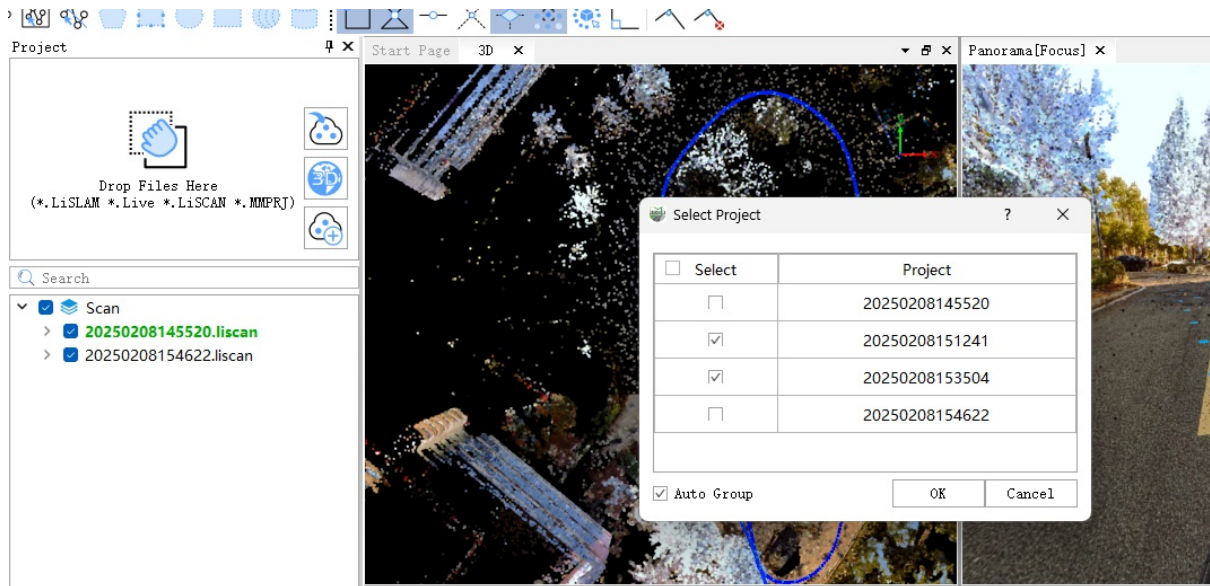 Project
Start Page
3D
Panorama[Focus]
3D
Drop Files Here
(*.LiSLAM *.Live *.LiSCAN *.MMPRJ)
Search
Scan
20250208145520.liscan
20250208154622.liscan
Select Project
Select
Project
20250208145520
20250208151241
20250208153504
20250208154622
Auto Group
OK
Cancel